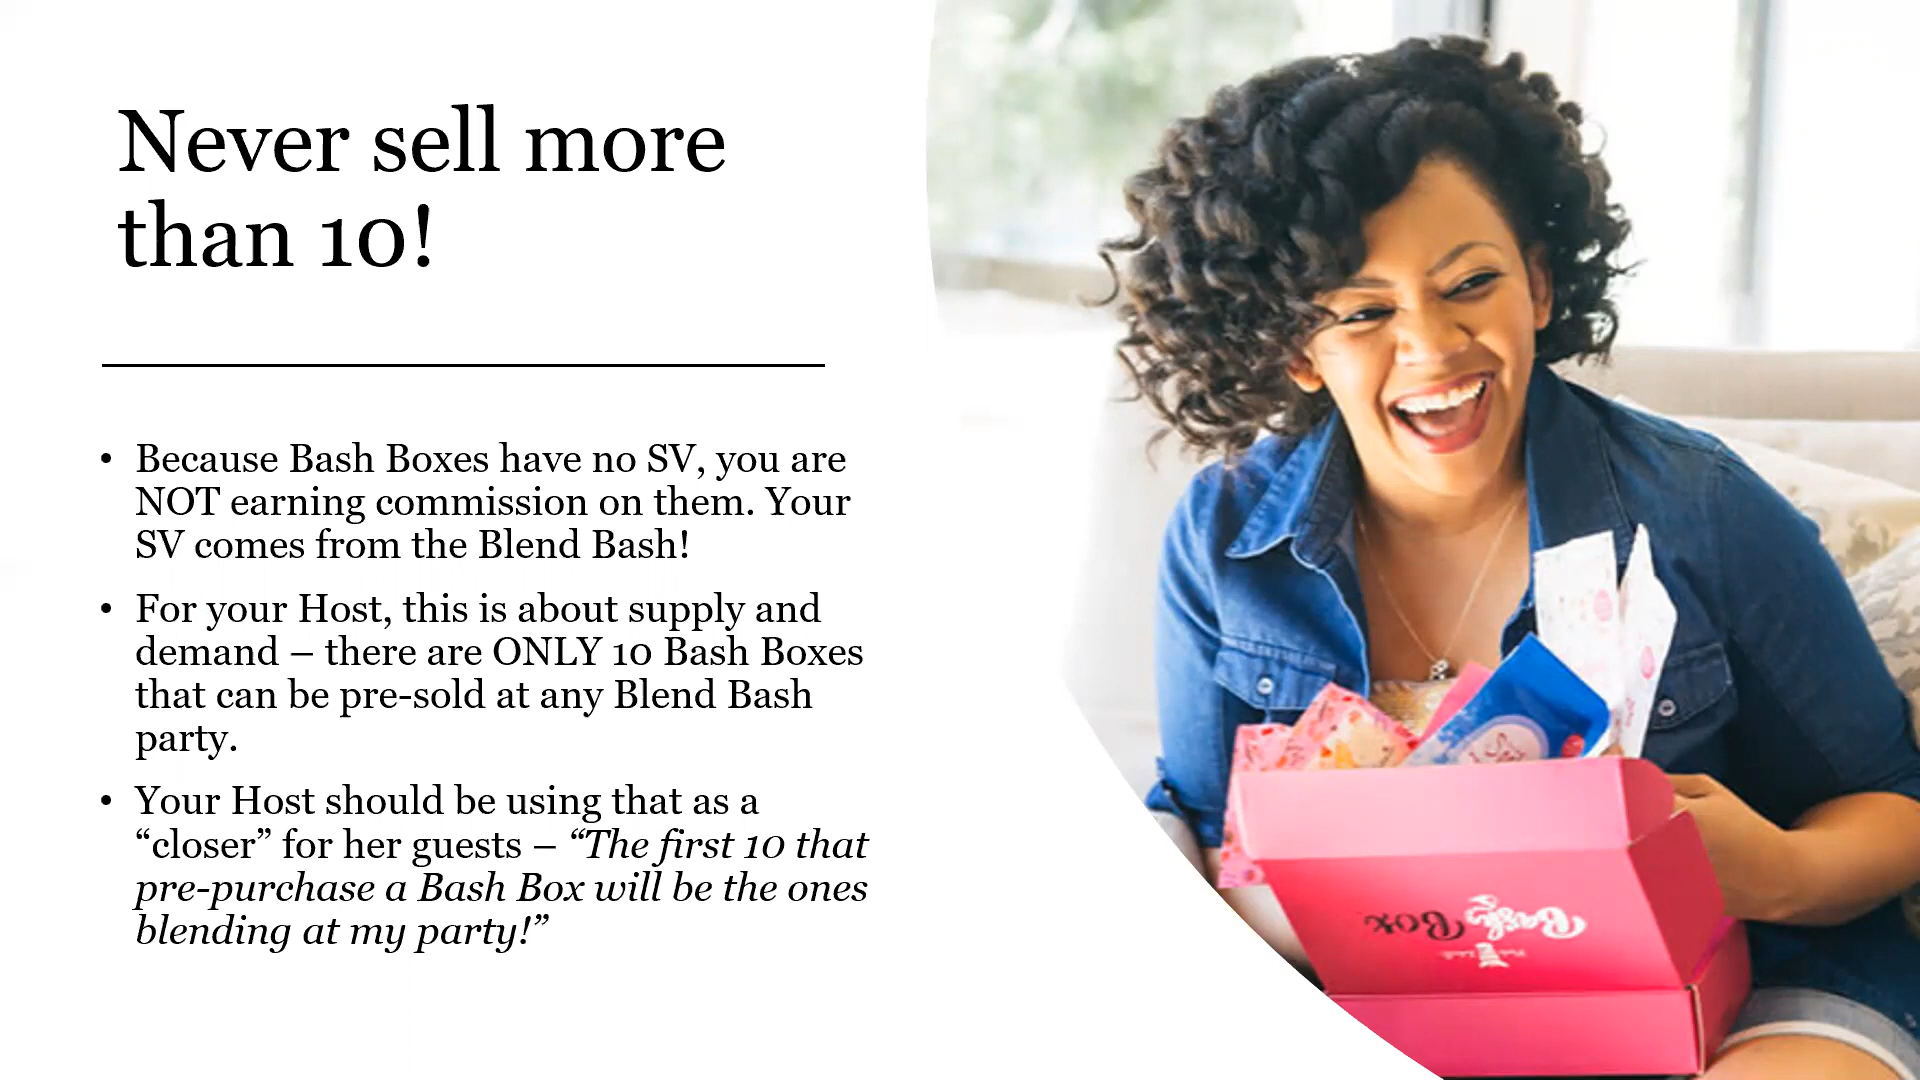 Never sell more
than 10!
• Because Bash Boxes have no SV, you are
NOT earning commission on them. Your
SV comes from the Blend Bash!
• For your Host, this is about supply and
demand – there are ONLY 10 Bash Boxes
that can be pre-sold at any Blend Bash
party.
• Your Host should be using that as a
“closer” for her guests – “The first 10 that
pre-purchase a Bash Box will be the ones
blending at my party!”
Bash Box